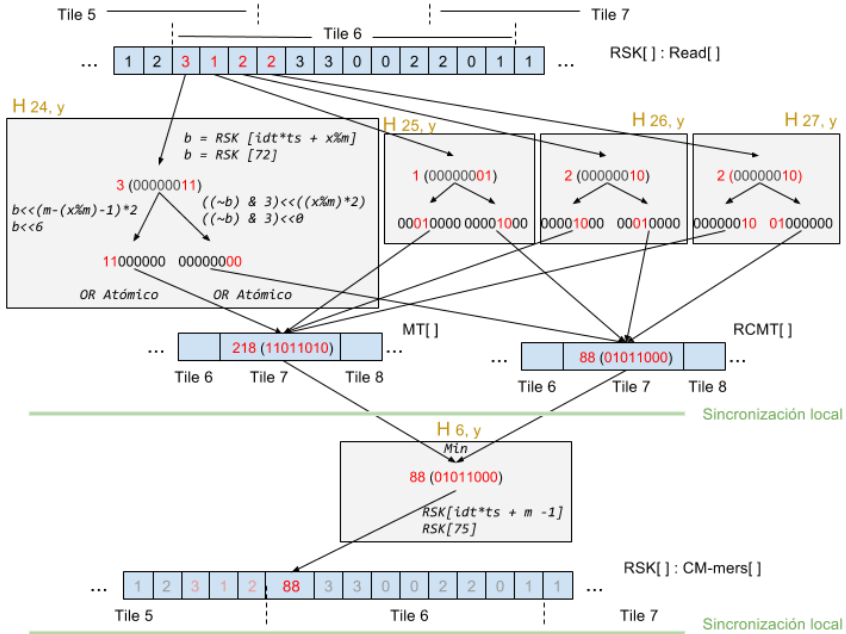 Tile 5
Tile 7
Tile 6
... 1 2 3 1 2 2 3 3 0 0 2 2 0 1 1 ...
RSK[ ] : Read[ ]
H 24, y
H 25, y
H 26, y
H 27, y
b = RSK [idt*ts + x%m]
b = RSK [72]
3 (00000011)
1 (00000001)
2 (00000010)
2 (00000010)
b<<(m-(x%m)-1)*2
b<<6
((~b) & 3)<<((x%m)*2)
((~b) & 3)<<0
00010000 00001000
00001000 00010000
00000010 01000000
11000000 00000000
OR Atómico OR Atómico
... 218 (11011010) ...
MT[ ]
... 88 (01011000) ...
RCMT[ ]
Tile 6 Tile 7 Tile 8
Tile 6 Tile 7 Tile 8
Sincronización local
H 6, y
Min
88 (01011000)
RSK[idt*ts + m -1]
RSK[75]
... 1 2 3 1 2 88 3 3 0 0 2 2 0 1 1 ...
RSK[ ] : CM-mers[ ]
Tile 5 Tile 6 Tile 7
Sincronización local